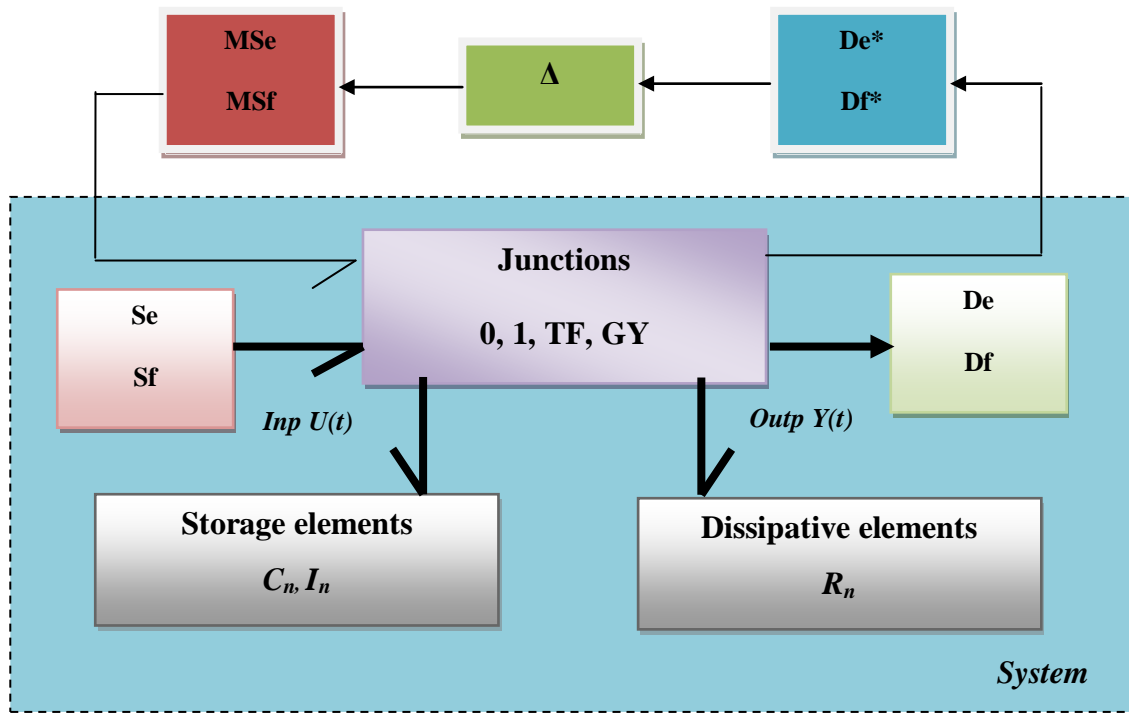 MSe
MSf
Δ
De*
Df*
Junctions
0, 1, TF, GY
Se
Sf
De
Df
Inp U(t)
Outp Y(t)
Storage elements
Cn, In
Dissipative elements
Rn
System